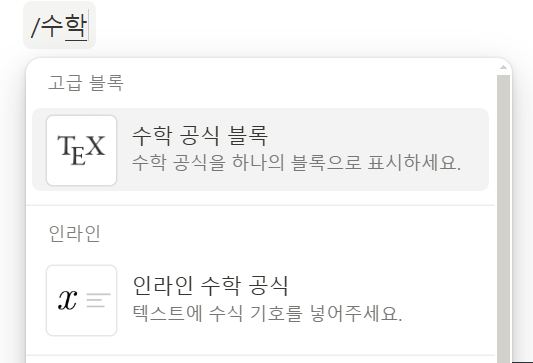 /수학
고급 블록
TEX
수학 공식 블록
수학 공식을 하나의 블록으로 표시하세요.
인라인
x
인라인 수학 공식
텍스트에 수식 기호를 넣어주세요.